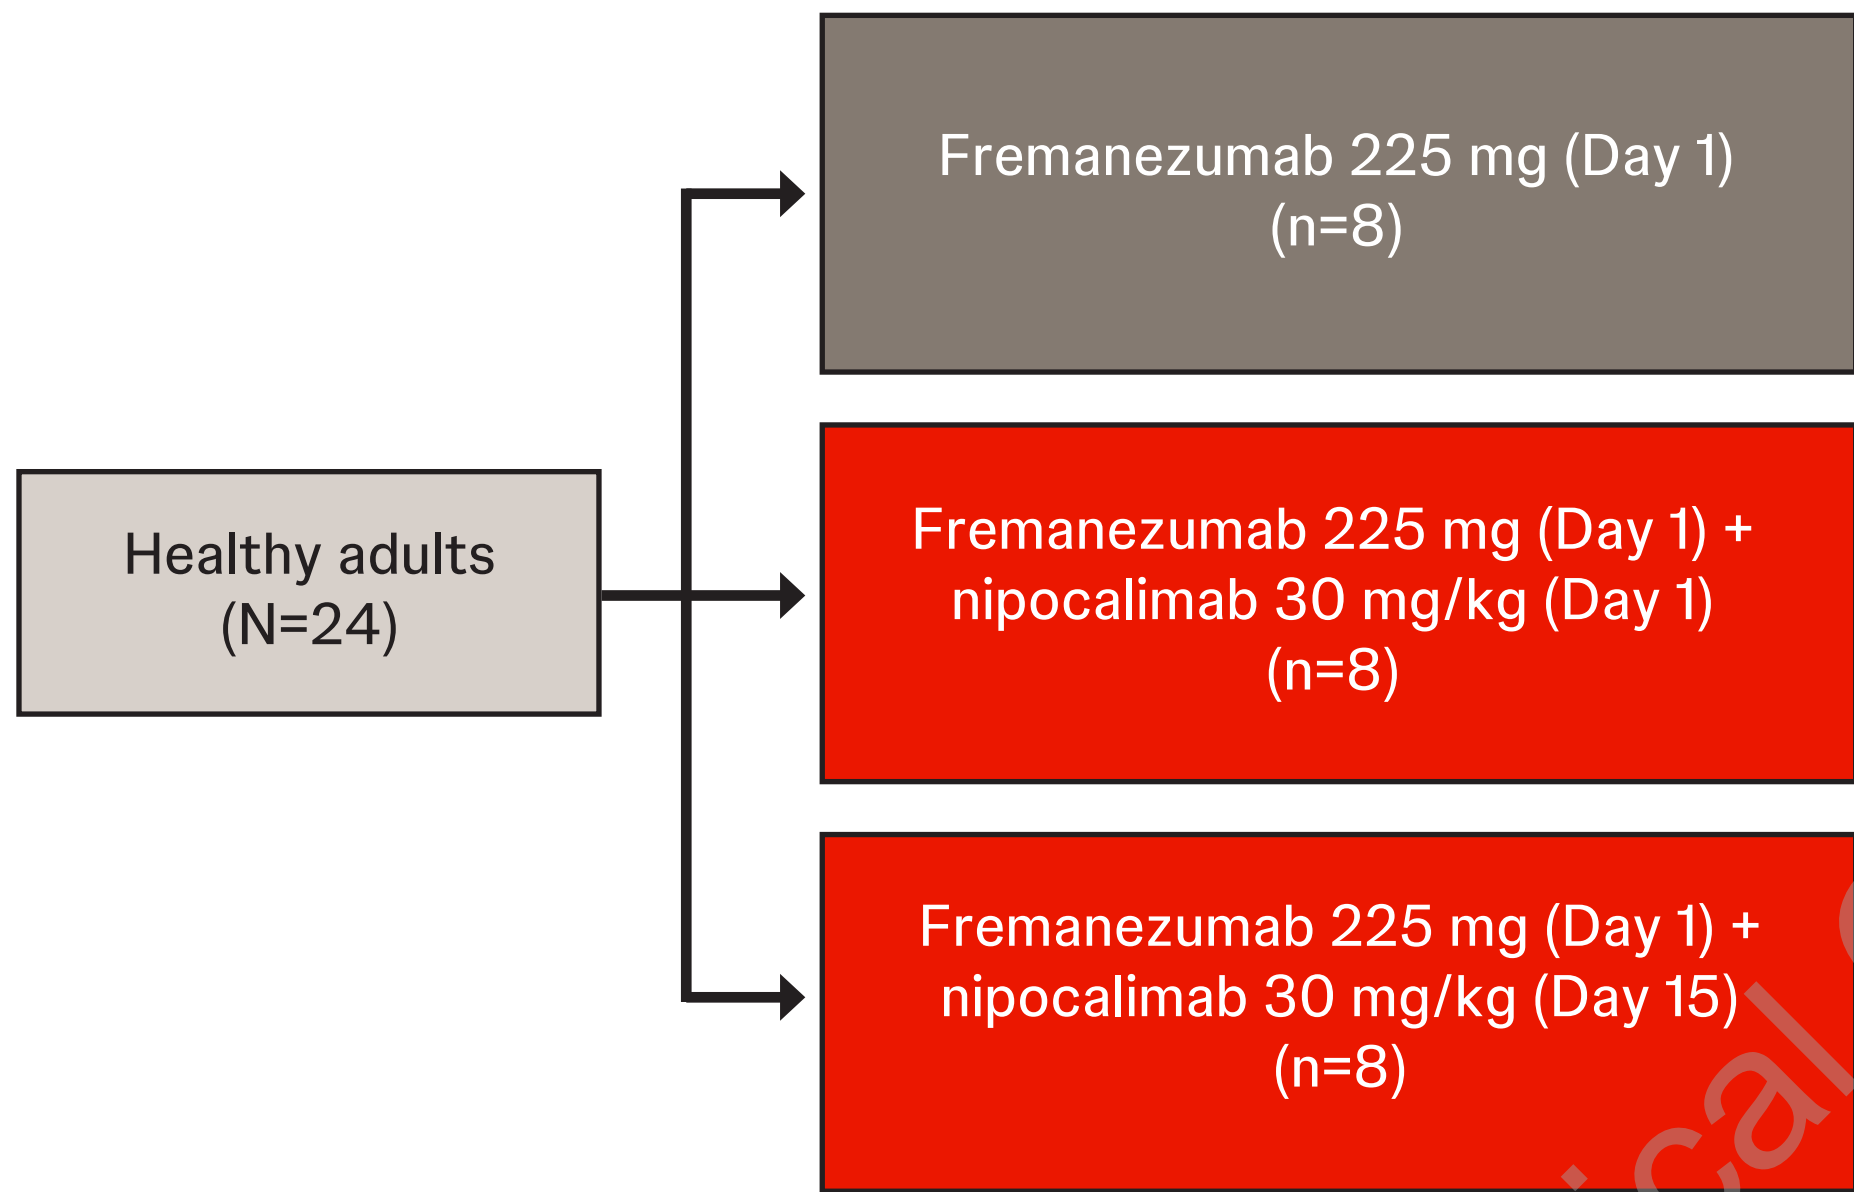 Healthy adults
(N=24)
Fremanezumab 225 mg (Day 1)
(n=8)
Fremanezumab 225 mg (Day 1) +
nipocalimab 30 mg/kg (Day 1)
(n=8)
Fremanezumab 225 mg (Day 1) +
nipocalimab 30 mg/kg (Day 15)
(n=8)